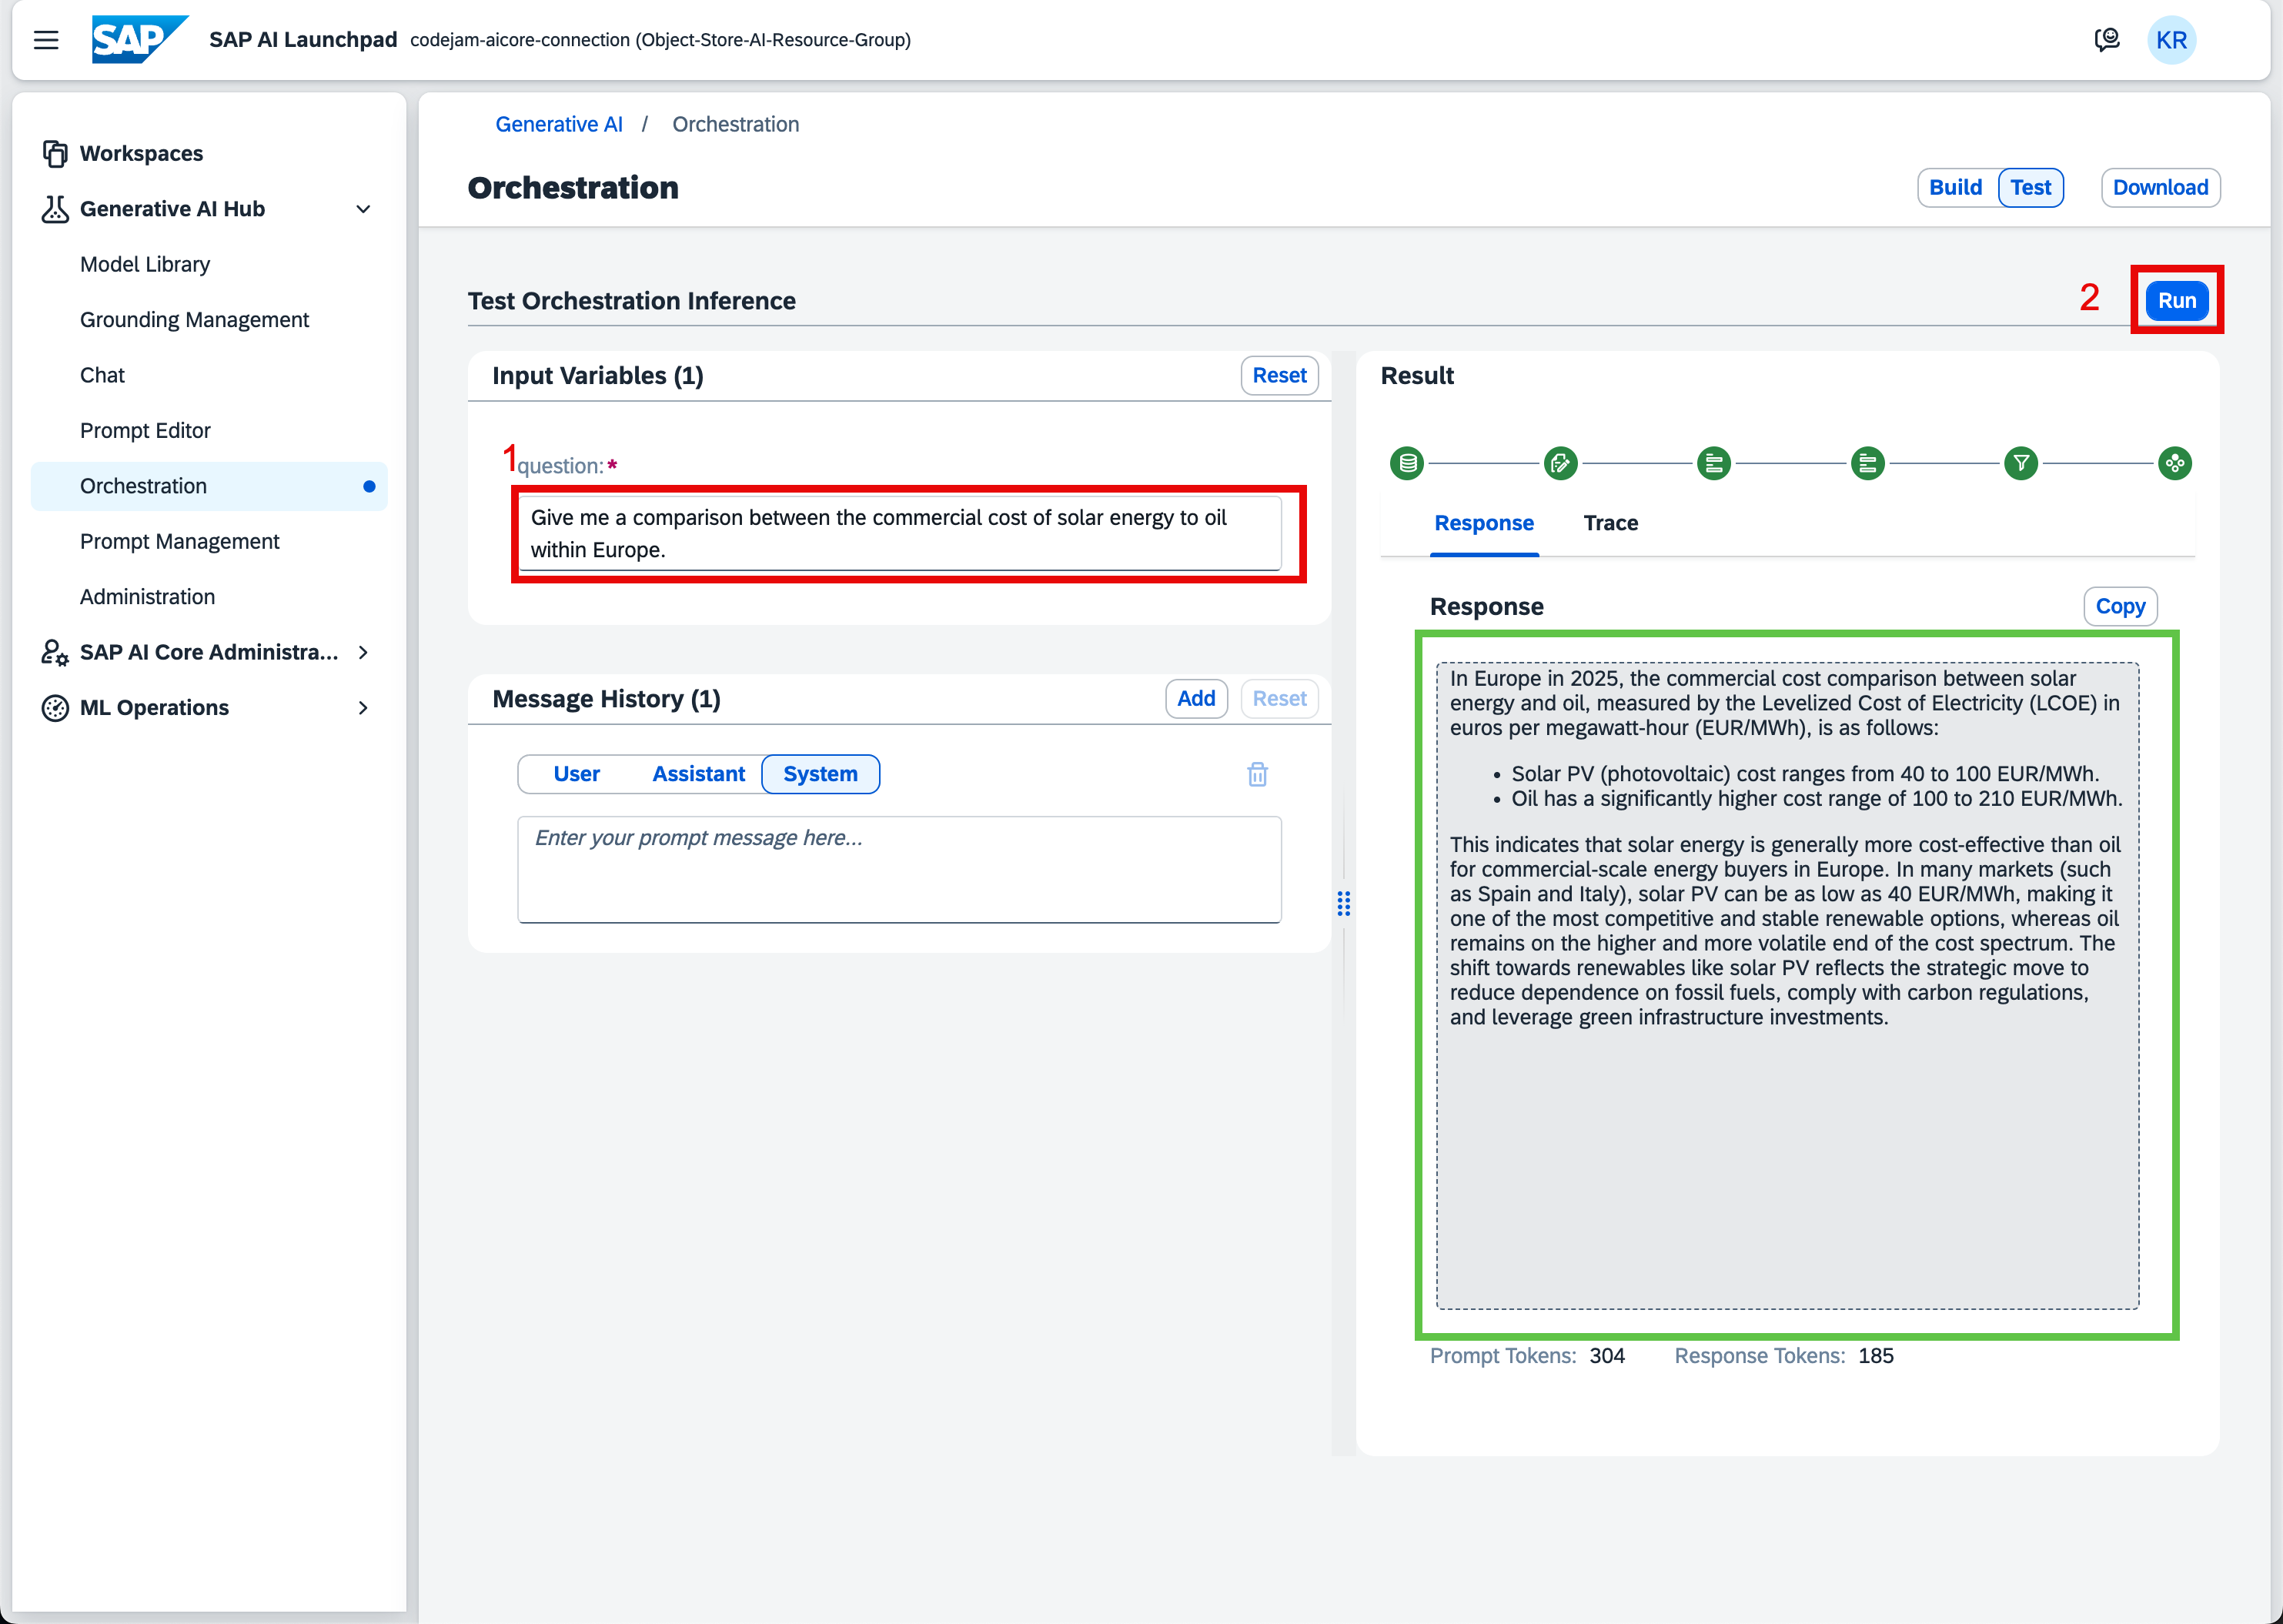 SAP SAP AI Launchpad codejam-aicore-connection (Object-Store-AI-Resource-Group) KR
Workspaces
Generative AI Hub
Model Library
Grounding Management
Chat
Prompt Editor
Orchestration
Prompt Management
Administration
SAP AI Core Administra...
ML Operations
Generative AI / Orchestration
Orchestration
Build Test Download
Test Orchestration Inference
2 Run
Input Variables (1) Reset
1
question:*
Give me a comparison between the commercial cost of solar energy to oil
within Europe.
Message History (1) Add Reset
User Assistant System
Enter your prompt message here...
Result
Response Trace
Response Copy
In Europe in 2025, the commercial cost comparison between solar
energy and oil, measured by the Levelized Cost of Electricity (LCOE) in
euros per megawatt-hour (EUR/MWh), is as follows:
• Solar PV (photovoltaic) cost ranges from 40 to 100 EUR/MWh.
• Oil has a significantly higher cost range of 100 to 210 EUR/MWh.
This indicates that solar energy is generally more cost-effective than oil
for commercial-scale energy buyers in Europe. In many markets (such
as Spain and Italy), solar PV can be as low as 40 EUR/MWh, making it
one of the most competitive and stable renewable options, whereas oil
remains on the higher and more volatile end of the cost spectrum. The
shift towards renewables like solar PV reflects the strategic move to
reduce dependence on fossil fuels, comply with carbon regulations,
and leverage green infrastructure investments.
Prompt Tokens: 304 Response Tokens: 185